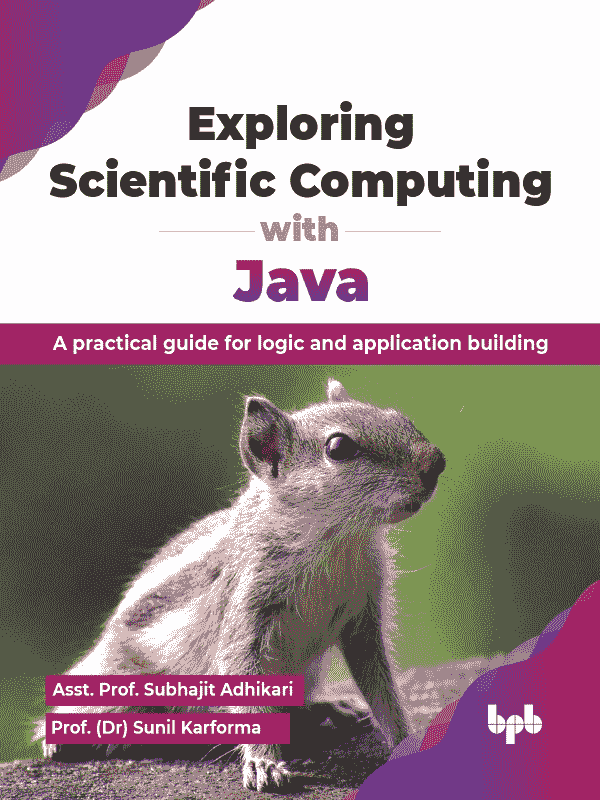 Exploring
Scientific Computing
with
Java
A practical guide for logic and application building
Asst. Prof. Subhajit Adhikari
Prof. (Dr) Sunil Karforma
bpb